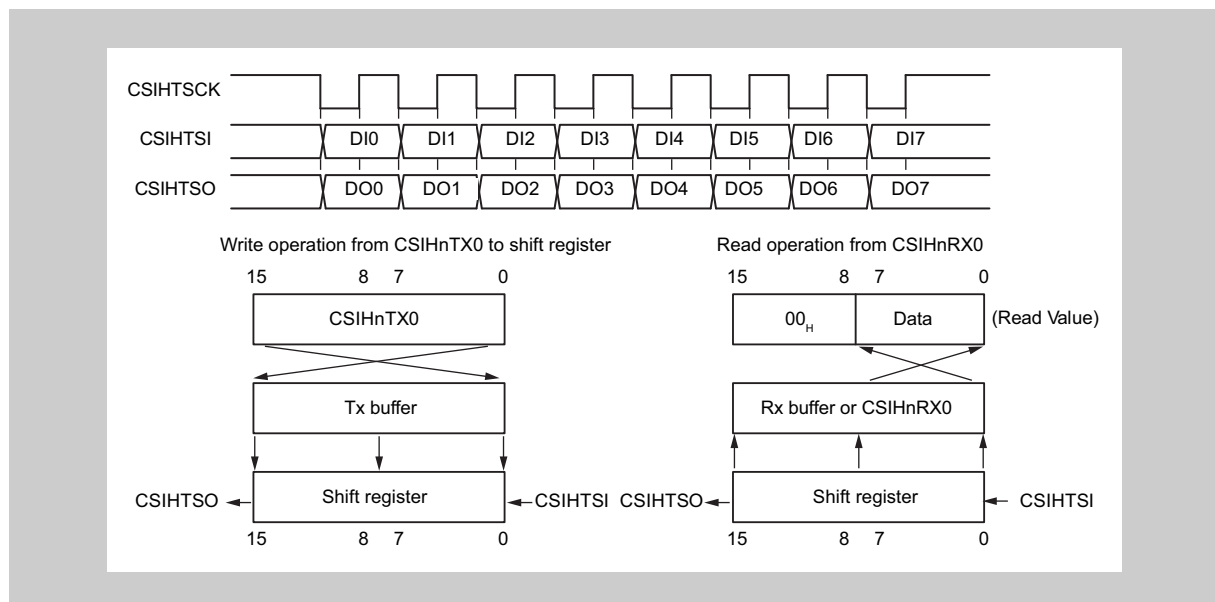 CSIHTSCK
CSIHTSI DI0 DI1 DI2 DI3 DI4 DI5 DI6 DI7
CSIHTSO DO0 DO1 DO2 DO3 DO4 DO5 DO6 DO7
Write operation from CSIHnTX0 to shift register Read operation from CSIHnRX0
15 8 7 0 15 8 7 0
CSIHnTX0 00H Data (Read Value)
Tx buffer Rx buffer or CSIHnRX0
CSIHTSO Shift register CSIHTSI CSIHTSO Shift register CSIHTSI
15 8 7 0 15 8 7 0